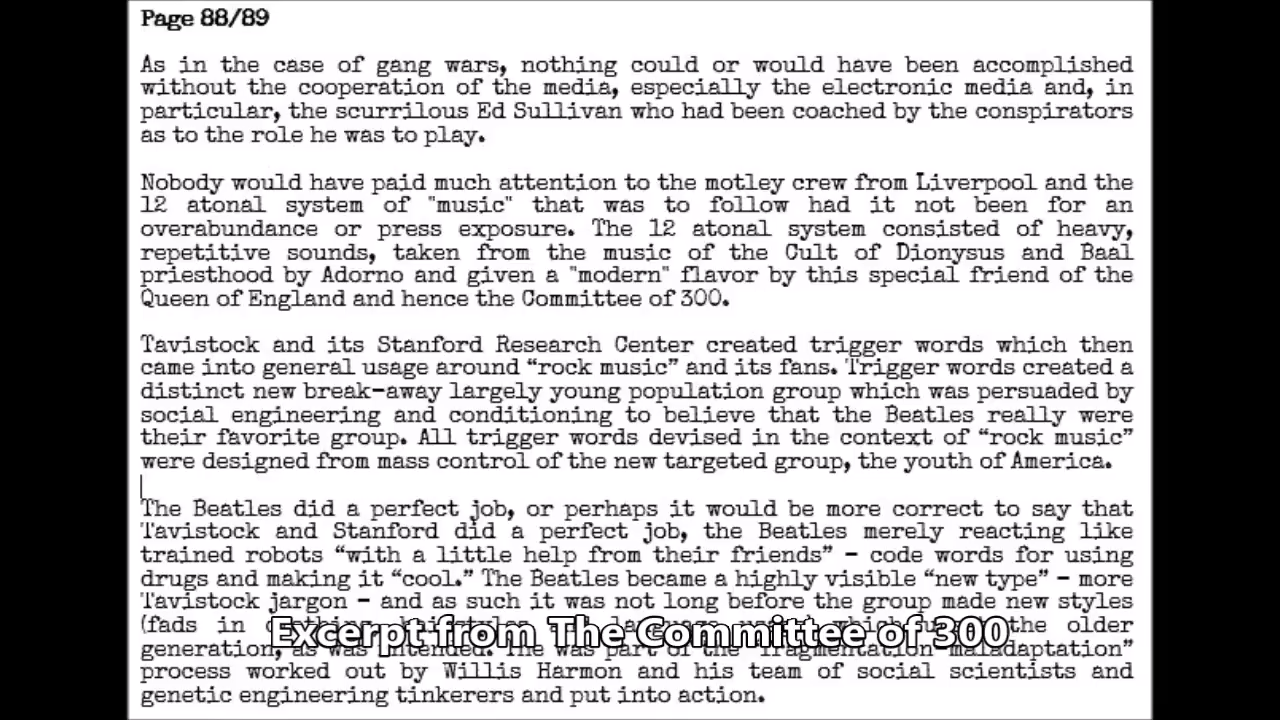 Page 88/89
As in the case of gang wars, nothing could or would have been accomplished
without the cooperation of the media, especially the electronic media and, in
particular, the scurrilous Ed Sullivan who had been coached by the conspirators
as to the role he was to play.
Nobody would have paid much attention to the motley crew from Liverpool and the
12 atonal system of "music" that was to follow had it not been for an
overabundance or press exposure. The 12 atonal system consisted of heavy,
repetitive sounds, taken from the music of the Cult of Dionysus and Baal
priesthood by Adorno and given a "modern" flavor by this special friend of the
Queen of England and hence the Committee of 300.
Tavistock and its Stanford Research Center created trigger words which then
came into general usage around “rock music” and its fans. Trigger words created a
distinct new break-away largely young population group which was persuaded by
social engineering and conditioning to believe that the Beatles really were
their favorite group. All trigger words devised in the context of “rock music”
were designed from mass control of the new targeted group, the youth of America.
The Beatles did a perfect job, or perhaps it would be more correct to say that
Tavistock and Stanford did a perfect job, the Beatles merely reacting like
trained robots “with a little help from their friends” – code words for using
drugs and making it “cool.” The Beatles became a highly visible “new type” – more
Tavistock jargon – and as such it was not long before the group made new styles
(fads in the older
generation, as was intended. The was part of the "fragmentation maladaptation”
process worked out by Willis Harmon and his team of social scientists and
genetic engineering tinkerers and put into action.
Excerpt from The Committee of 300